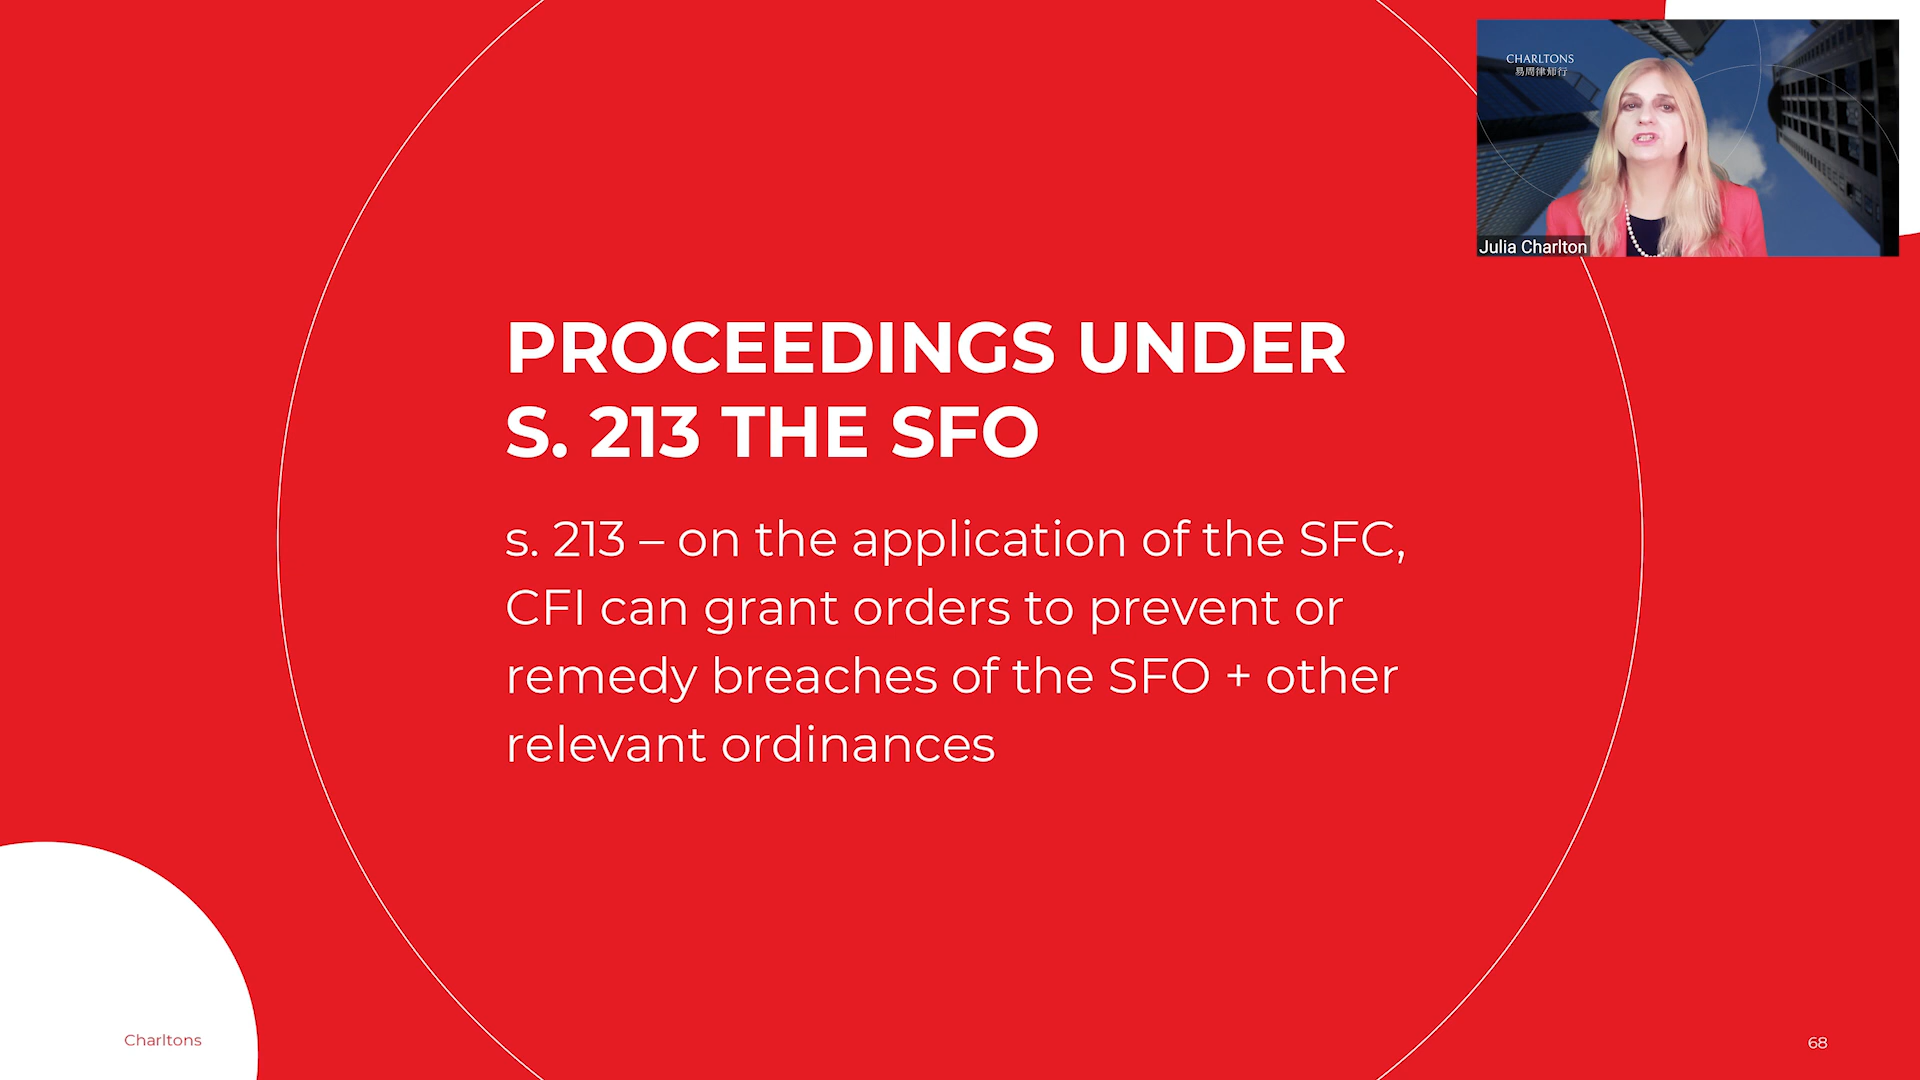 CHARLTONS
易周律师行
Julia Charlton
PROCEEDINGS UNDER
S. 213 THE SFO
s. 213 – on the application of the SFC,
CFI can grant orders to prevent or
remedy breaches of the SFO + other
relevant ordinances
Charltons
68